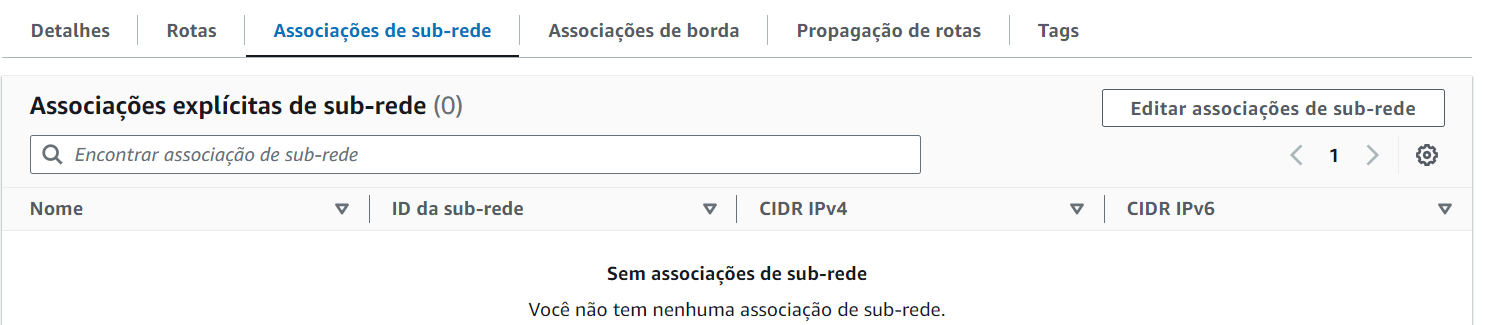 Detalhes Rotas Associações de sub-rede Associações de borda Propagação de rotas Tags
Associações explícitas de sub-rede (0)
Editar associações de sub-rede
Encontrar associação de sub-rede
1
Nome ID da sub-rede CIDR IPv4 CIDR IPv6
Sem associações de sub-rede
Você não tem nenhuma associação de sub-rede.